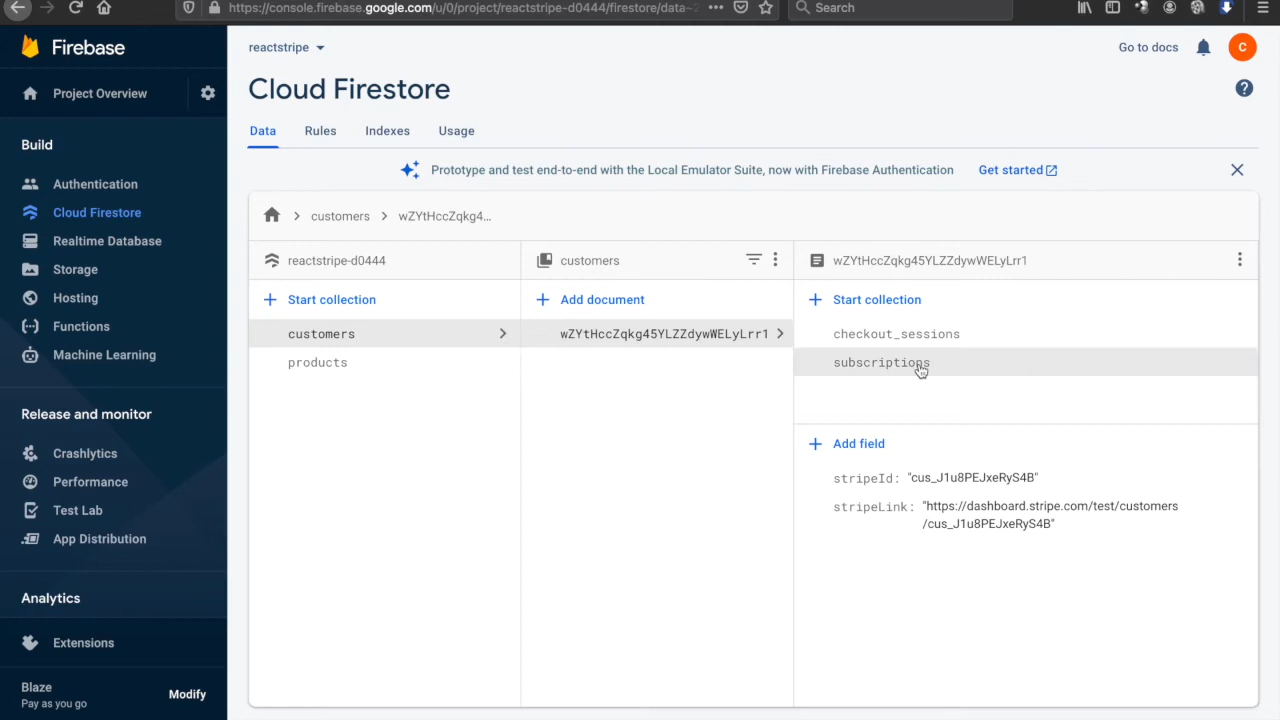 https://console.firebase.google.com/u/0/project/reactstripe-d0444/firestore/data~2
Search
Firebase
reactstripe
Go to docs
C
Project Overview
Cloud Firestore
Data
Rules
Indexes
Usage
Build
Prototype and test end-to-end with the Local Emulator Suite, now with Firebase Authentication
Get started
Authentication
Cloud Firestore
Realtime Database
Storage
Hosting
Functions
Machine Learning
customers
wZYtHccZqkg4...
reactstripe-d0444
customers
wZYtHccZqkg45YLZZdywWELyLrr1
Start collection
Add document
Start collection
customers
wZYtHccZqkg45YLZZdywWELyLrr1
checkout_sessions
products
subscriptions
Add field
stripeId: "cus_J1u8PEJxeRyS4B"
stripeLink: "https://dashboard.stripe.com/test/customers
/cus_J1u8PEJxeRyS4B"
Release and monitor
Crashlytics
Performance
Test Lab
App Distribution
Analytics
Extensions
Blaze
Pay as you go
Modify